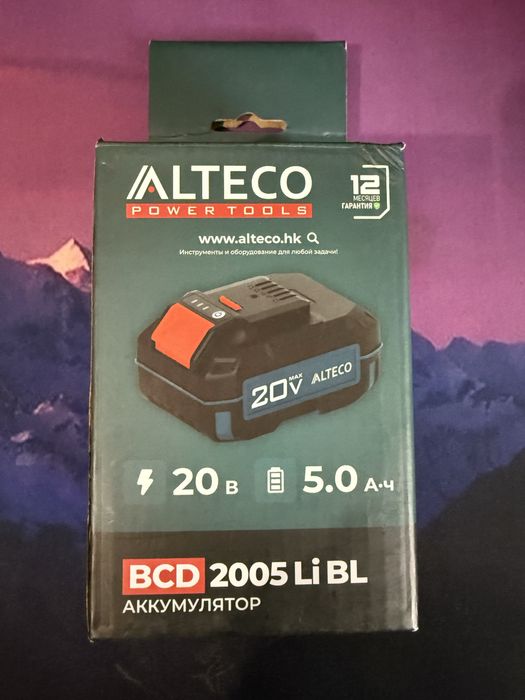 ALTECO
POWER TOOLS
12
МЕСЯЦЕВ
ГАРАНТИЯ
www.alteco.hk
Инструменты и оборудование для любой задачи!
20V MAX ALTECO
20 В 5.0 А·ч
BCD 2005 Li BL
АККУМУЛЯТОР